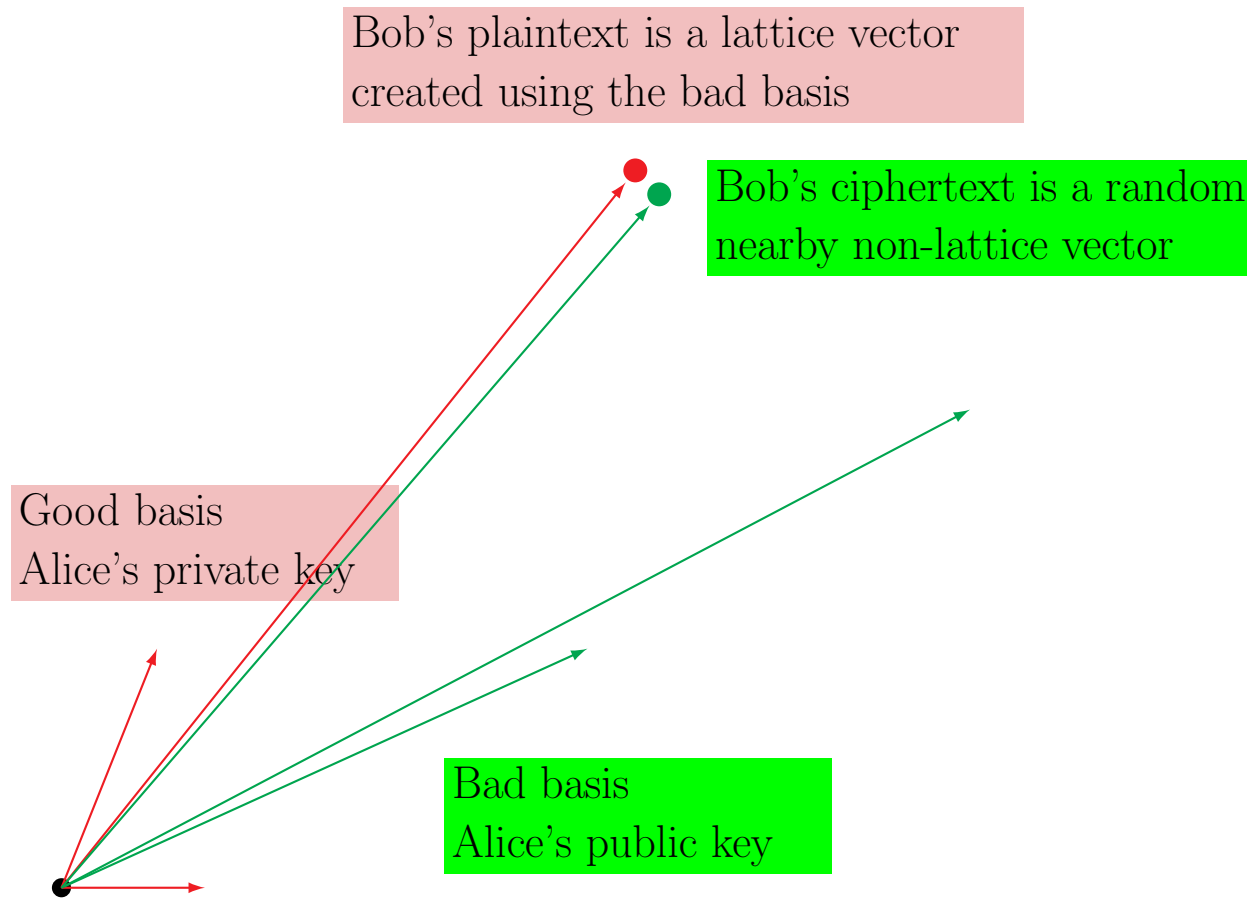 Bob's plaintext is a lattice vector
created using the bad basis
Bob's ciphertext is a random
nearby non-lattice vector
Good basis
Alice's private key
Bad basis
Alice's public key